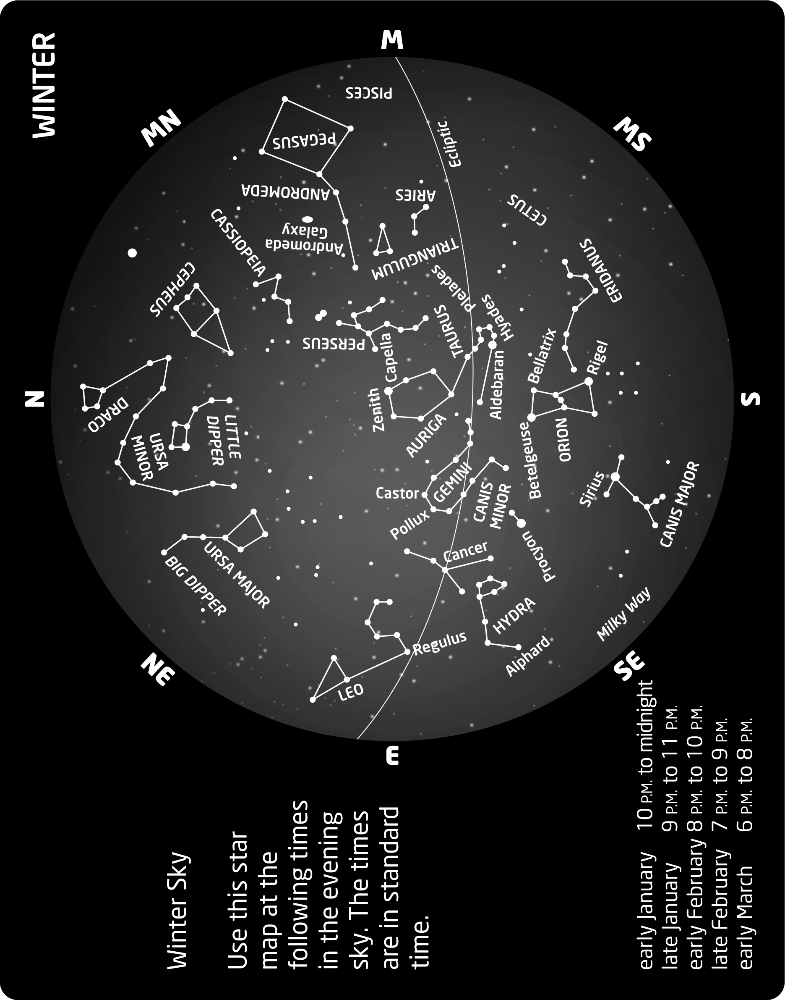 WINTER
N
NE
E
SE
S
SW
W
NW
PISCES
PEGASUS
ANDROMEDA
Andromeda
Galaxy
ARIES
TRIANGULUM
Ecliptic
CETUS
CASSIOPEIA
CEPHEUS
PERSEUS
Pleiades
Hyades
TAURUS
Aldebaran
ERIDANUS
Capella
Zenith
AURIGA
Bellatrix
Rigel
ORION
Betelgeuse
DRACO
LITTLE
DIPPER
URSA
MINOR
Castor
Pollux
GEMINI
CANIS
MINOR
Procyon
Sirius
CANIS MAJOR
URSA MAJOR
BIG DIPPER
Cancer
HYDRA
Alphard
Regulus
LEO
Milky Way
Winter Sky
Use this star
map at the
following times
in the evening
sky. The times
are in standard
time.
early January 10 P.M. to midnight
late January 9 P.M. to 11 P.M.
early February 8 P.M. to 10 P.M.
late February 7 P.M. to 9 P.M.
early March 6 P.M. to 8 P.M.